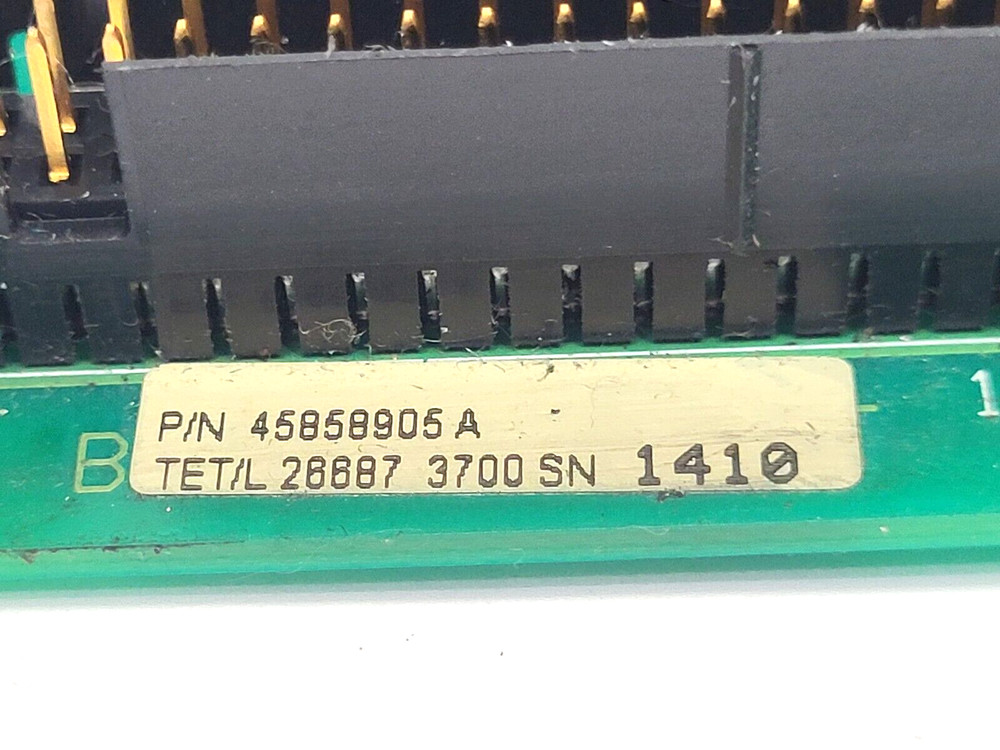 P/N 45858905 A
B
TET/L 26687 3700 SN 1410
1